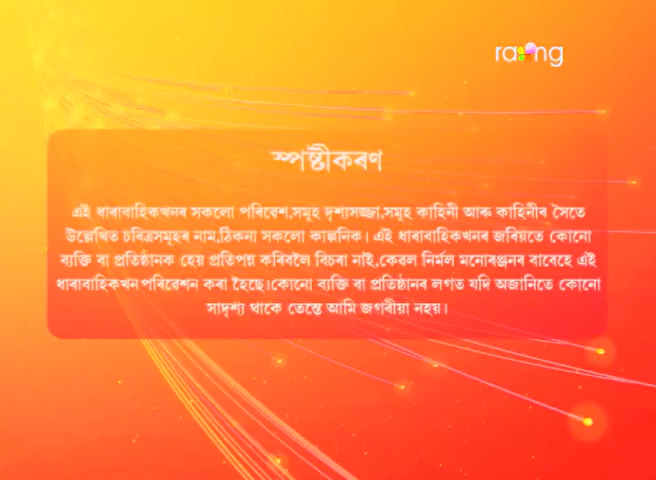 rang
স্পষ্টীকৰণ
এই ধাৰাবাহিকখনৰ সকলো পৰিৱেশ,সমূহ দৃশ্যসজ্জা,সমূহ কাহিনী আৰু কাহিনীৰ সৈতে
উল্লেখিত চৰিত্ৰসমূহৰ নাম,ঠিকনা সকলো কাল্পনিক। এই ধাৰাবাহিকখনৰ জৰিয়তে কোনো
ব্যক্তি বা প্ৰতিষ্ঠানক হেয় প্ৰতিপন্ন কৰিবলৈ বিচৰা নাই,কেৱল নিৰ্মল মনোৰঞ্জনৰ বাবেহে এই
ধাৰাবাহিকখন পৰিৱেশন কৰা হৈছে।কোনো ব্যক্তি বা প্ৰতিষ্ঠানৰ লগত যদি অজানিতে কোনো
সাদৃশ্য থাকে তেন্তে আমি জগৰীয়া নহয়।